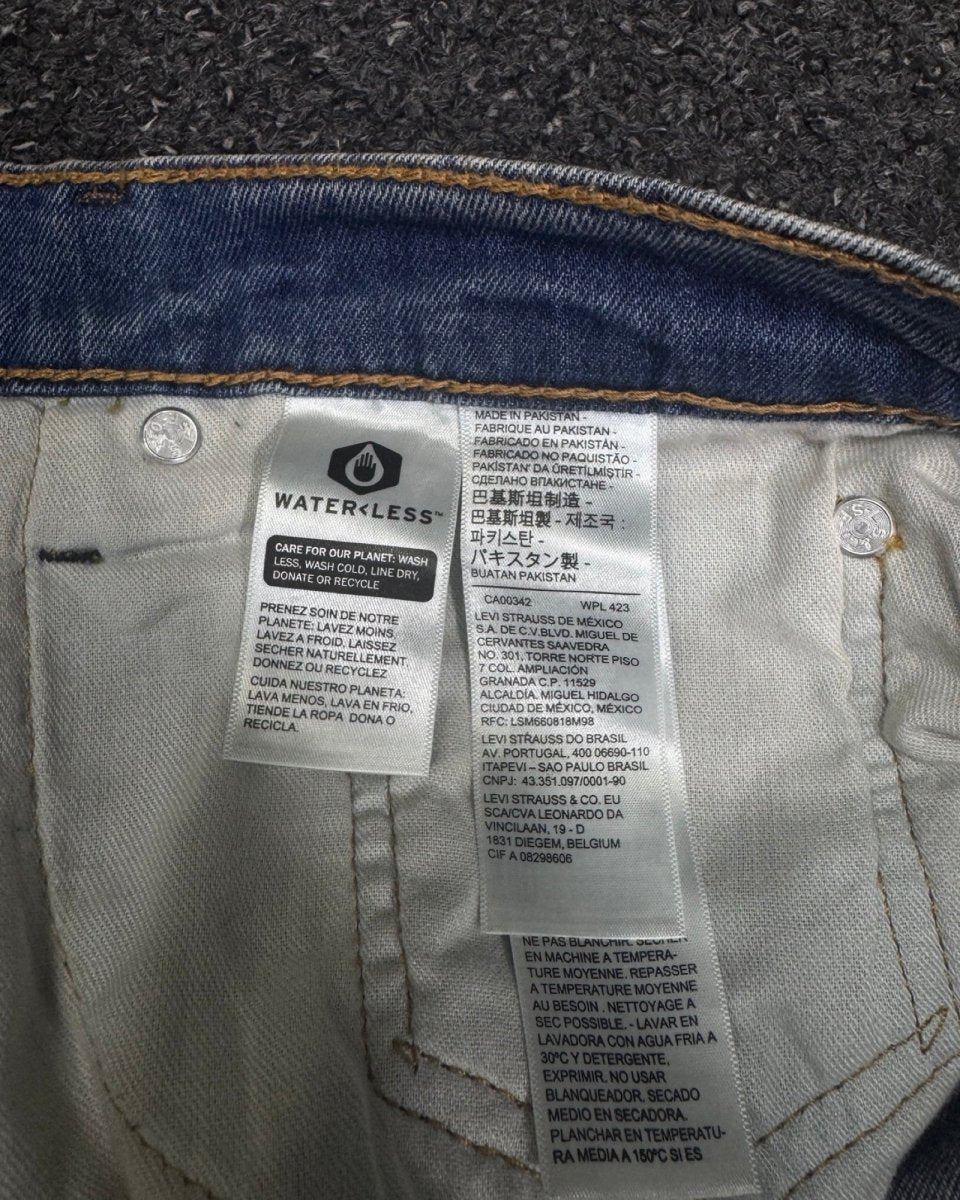 WATER<LESS™
CARE FOR OUR PLANET: WASH
LESS, WASH COLD, LINE DRY,
DONATE OR RECYCLE
PRENEZ SOIN DE NOTRE
PLANETE: LAVEZ MOINS,
LAVEZ A FROID, LAISSEZ
SECHER NATURELLEMENT,
DONNEZ OU RECYCLEZ
CUIDA NUESTRO PLANETA:
LAVA MENOS, LAVA EN FRIO,
TIENDE LA ROPA DONA O
RECICLA.
MADE IN PAKISTAN -
FABRIQUE AU PAKISTAN -
FABRICADO EN PAKISTÁN -
FABRICADO NO PAQUISTÃO -
PAKİSTAN' DA ÜRETİLMİŞTİR -
СДЕЛАНО ВПАКИСТАНЕ -
巴基斯坦制造 -
巴基斯坦製 - 제조국 :
파키스탄 -
パキスタン製 -
BUATAN PAKISTAN
CA00342 WPL 423
LEVI STRAUSS DE MÉXICO
S.A. DE C.V.BLVD. MIGUEL DE
CERVANTES SAAVEDRA
NO. 301, TORRE NORTE PISO
7 COL. AMPLIACIÓN
GRANADA C.P. 11529
ALCALDÍA. MIGUEL HIDALGO
CIUDAD DE MÉXICO, MÉXICO
RFC: LSM660818M98
LEVI STRAUSS DO BRASIL
AV. PORTUGAL, 400 06690-110
ITAPEVI – SAO PAULO BRASIL
CNPJ: 43.351.097/0001-90
LEVI STRAUSS & CO. EU
SCA/CVA LEONARDO DA
VINCILAAN, 19 - D
1831 DIEGEM, BELGIUM
CIF A 08298606
NE PAS BLANCHIR. SECHER
EN MACHINE A TEMPERA-
TURE MOYENNE. REPASSER
A TEMPERATURE MOYENNE
AU BESOIN . NETTOYAGE A
SEC POSSIBLE. - LAVAR EN
LAVADORA CON AGUA FRIA A
30ºC Y DETERGENTE,
EXPRIMIR. NO USAR
BLANQUEADOR. SECADO
MEDIO EN SECADORA.
PLANCHAR EN TEMPERATU-
RA MEDIA A 150ºC SI ES